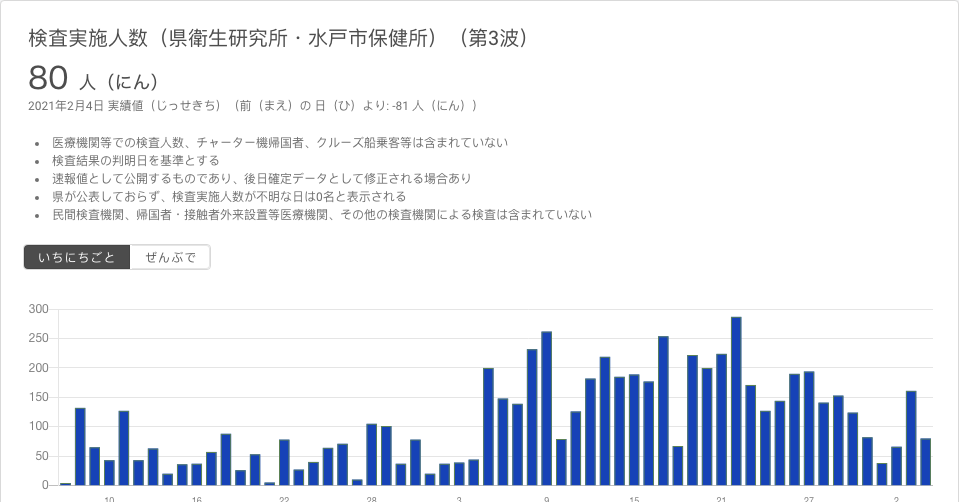 検査実施人数（県衛生研究所・水戸市保健所）（第3波）
80 人（にん）
2021年2月4日 実績値（じっせきち）（前（まえ）の 日（ひ）より: -81 人（にん））
• 医療機関等での検査人数、チャーター機帰国者、クルーズ船乗客等は含まれていない
• 検査結果の判明日を基準とする
• 速報値として公開するものであり、後日確定データとして修正される場合あり
• 県が公表しておらず、検査実施人数が不明な日は0名と表示される
• 民間検査機関、帰国者・接触者外来設置等医療機関、その他の検査機関による検査は含まれていない
いちにちごと ぜんぶで
300
250
200
150
100
50
0
10 16 22 28 3 9 15 21 27 2